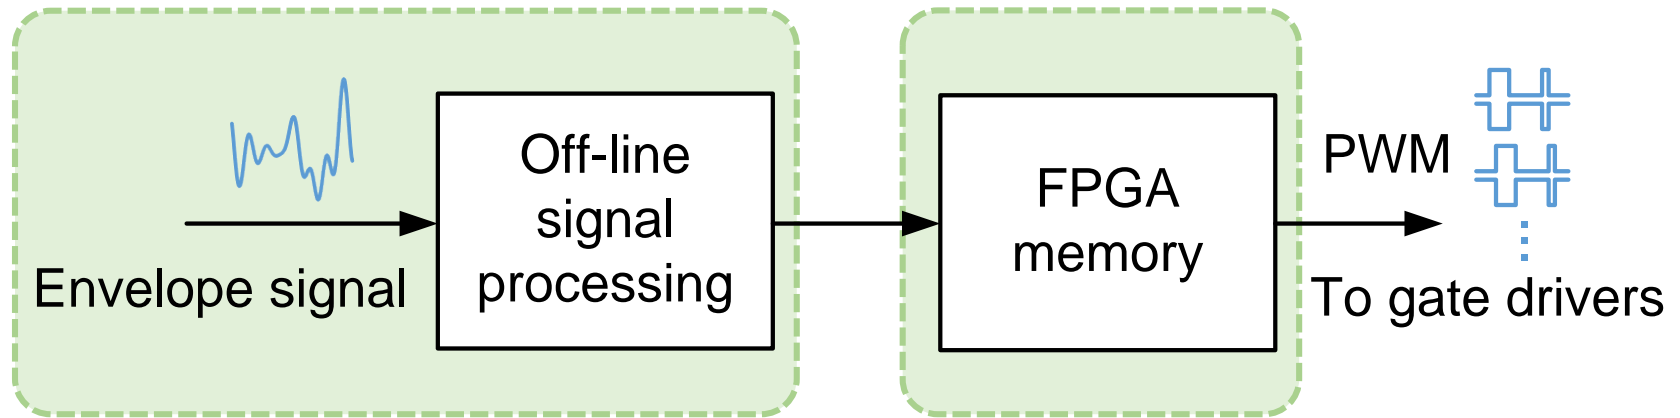 Envelope signal
Off-line
signal
processing
FPGA
memory
PWM
To gate drivers